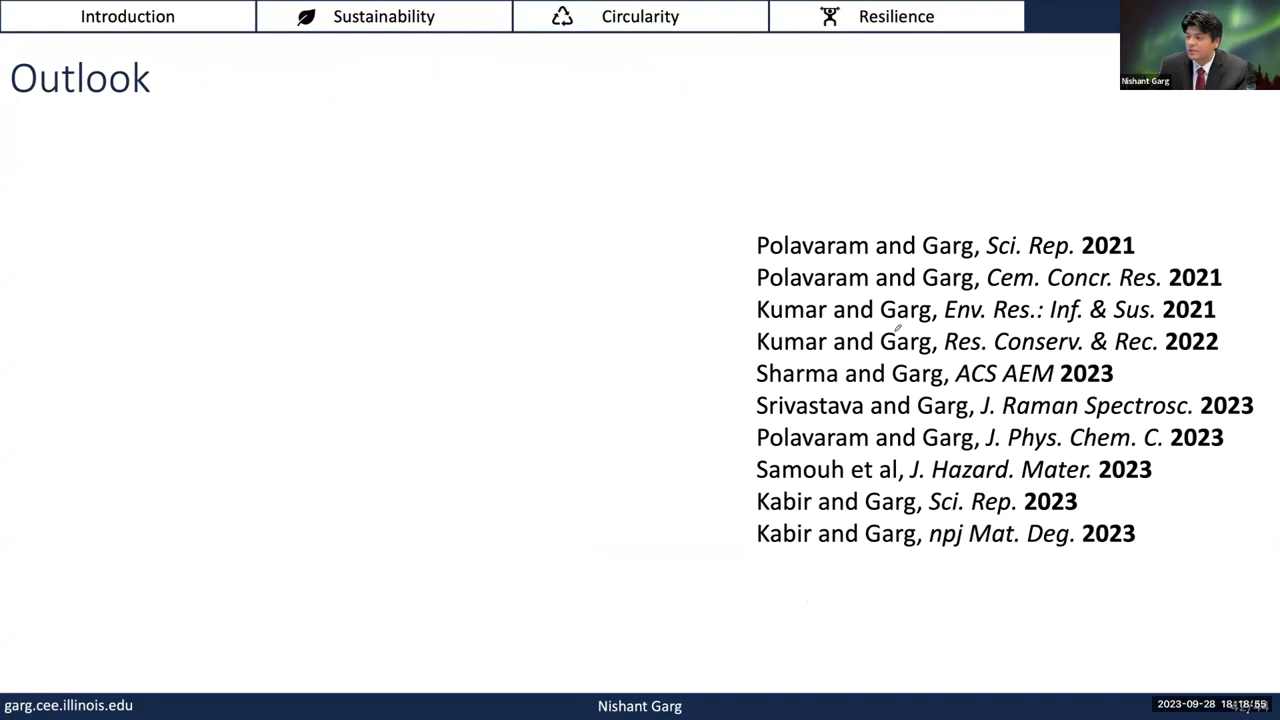 Introduction
Sustainability
Circularity
Resilience
Nishant Garg
Outlook
Polavaram and Garg, Sci. Rep. 2021
Polavaram and Garg, Cem. Concr. Res. 2021
Kumar and Garg, Env. Res.: Inf. & Sus. 2021
Kumar and Garg, Res. Conserv. & Rec. 2022
Sharma and Garg, ACS AEM 2023
Srivastava and Garg, J. Raman Spectrosc. 2023
Polavaram and Garg, J. Phys. Chem. C. 2023
Samouh et al, J. Hazard. Mater. 2023
Kabir and Garg, Sci. Rep. 2023
Kabir and Garg, npj Mat. Deg. 2023
garg.cee.illinois.edu
Nishant Garg
2023-09-28 18:18:55